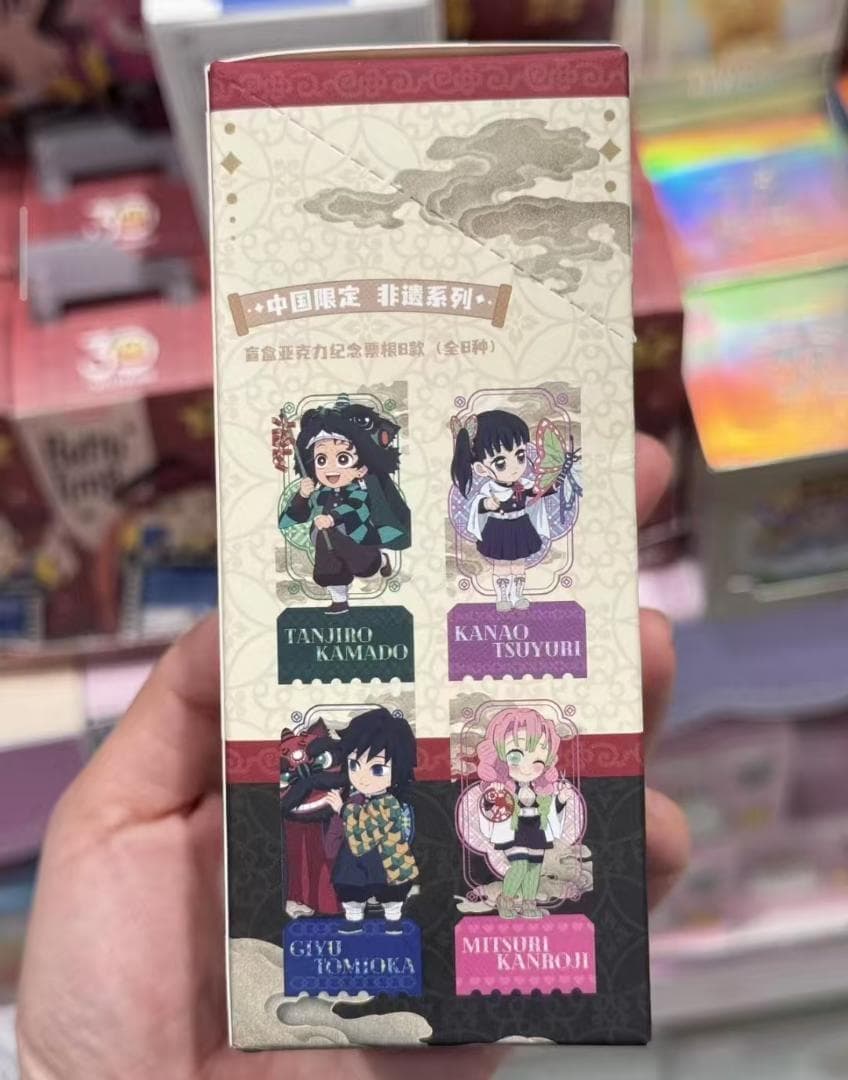 中国限定 非遗系列
盲盒亚克力纪念票根B款（全8种）
TANJIRO
KAMADO
KANAO
TSUYURI
GIYU
TOMIOKA
MITSURI
KANROJI